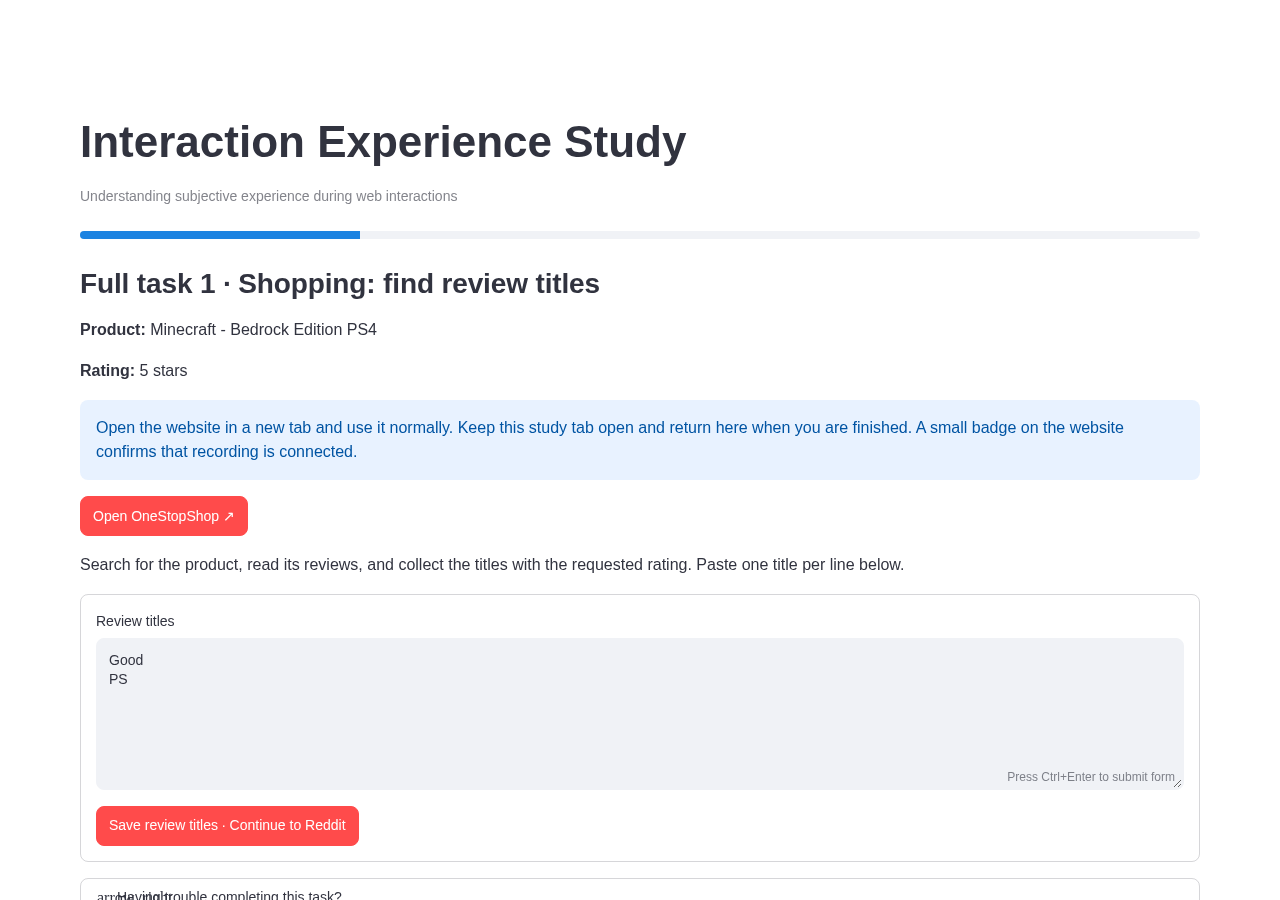 Interaction Experience Study
Understanding subjective experience during web interactions
Full task 1 · Shopping: find review titles
Product: Minecraft - Bedrock Edition PS4
Rating: 5 stars
Open the website in a new tab and use it normally. Keep this study tab open and return here when you are finished. A small badge on the website
confirms that recording is connected.
Open OneStopShop ↗
Search for the product, read its reviews, and collect the titles with the requested rating. Paste one title per line below.
Review titles
Good
PS
Press Ctrl+Enter to submit form
Save review titles · Continue to Reddit
Having trouble completing this task?